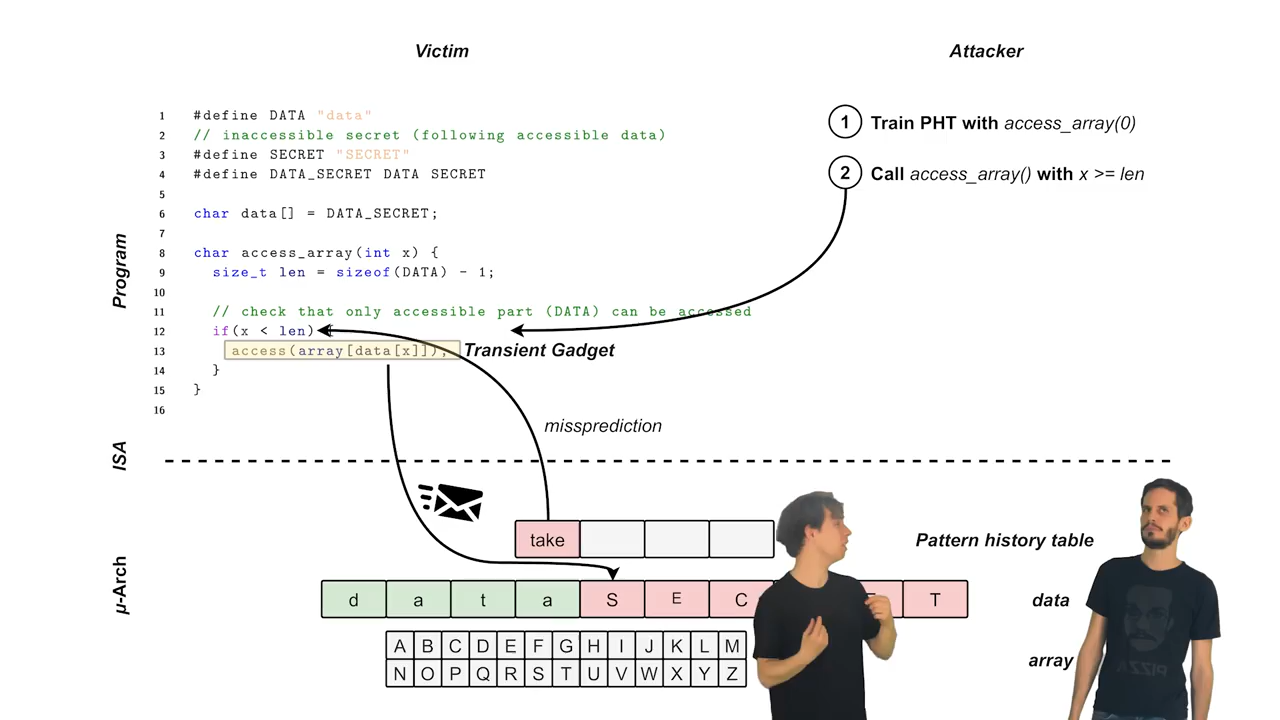 Victim
Attacker
1 #define DATA "data"
2 // inaccessible secret (following accessible data)
3 #define SECRET "SECRET"
4 #define DATA_SECRET DATA SECRET
5
6 char data[] = DATA_SECRET;
7
8 char access_array(int x) {
9 size_t len = sizeof(DATA) - 1;
10
11 // check that only accessible part (DATA) can be accessed
12 if(x < len) {
13 access(array[data[x]]);
14 }
15 }
16
1 Train PHT with access_array(0)
2 Call access_array() with x >= len
Transient Gadget
missprediction
Program
ISA
μ-Arch
take
Pattern history table
d a t a S E C T
data
A B C D E F G H I J K L M
N O P Q R S T U V W X Y Z
array